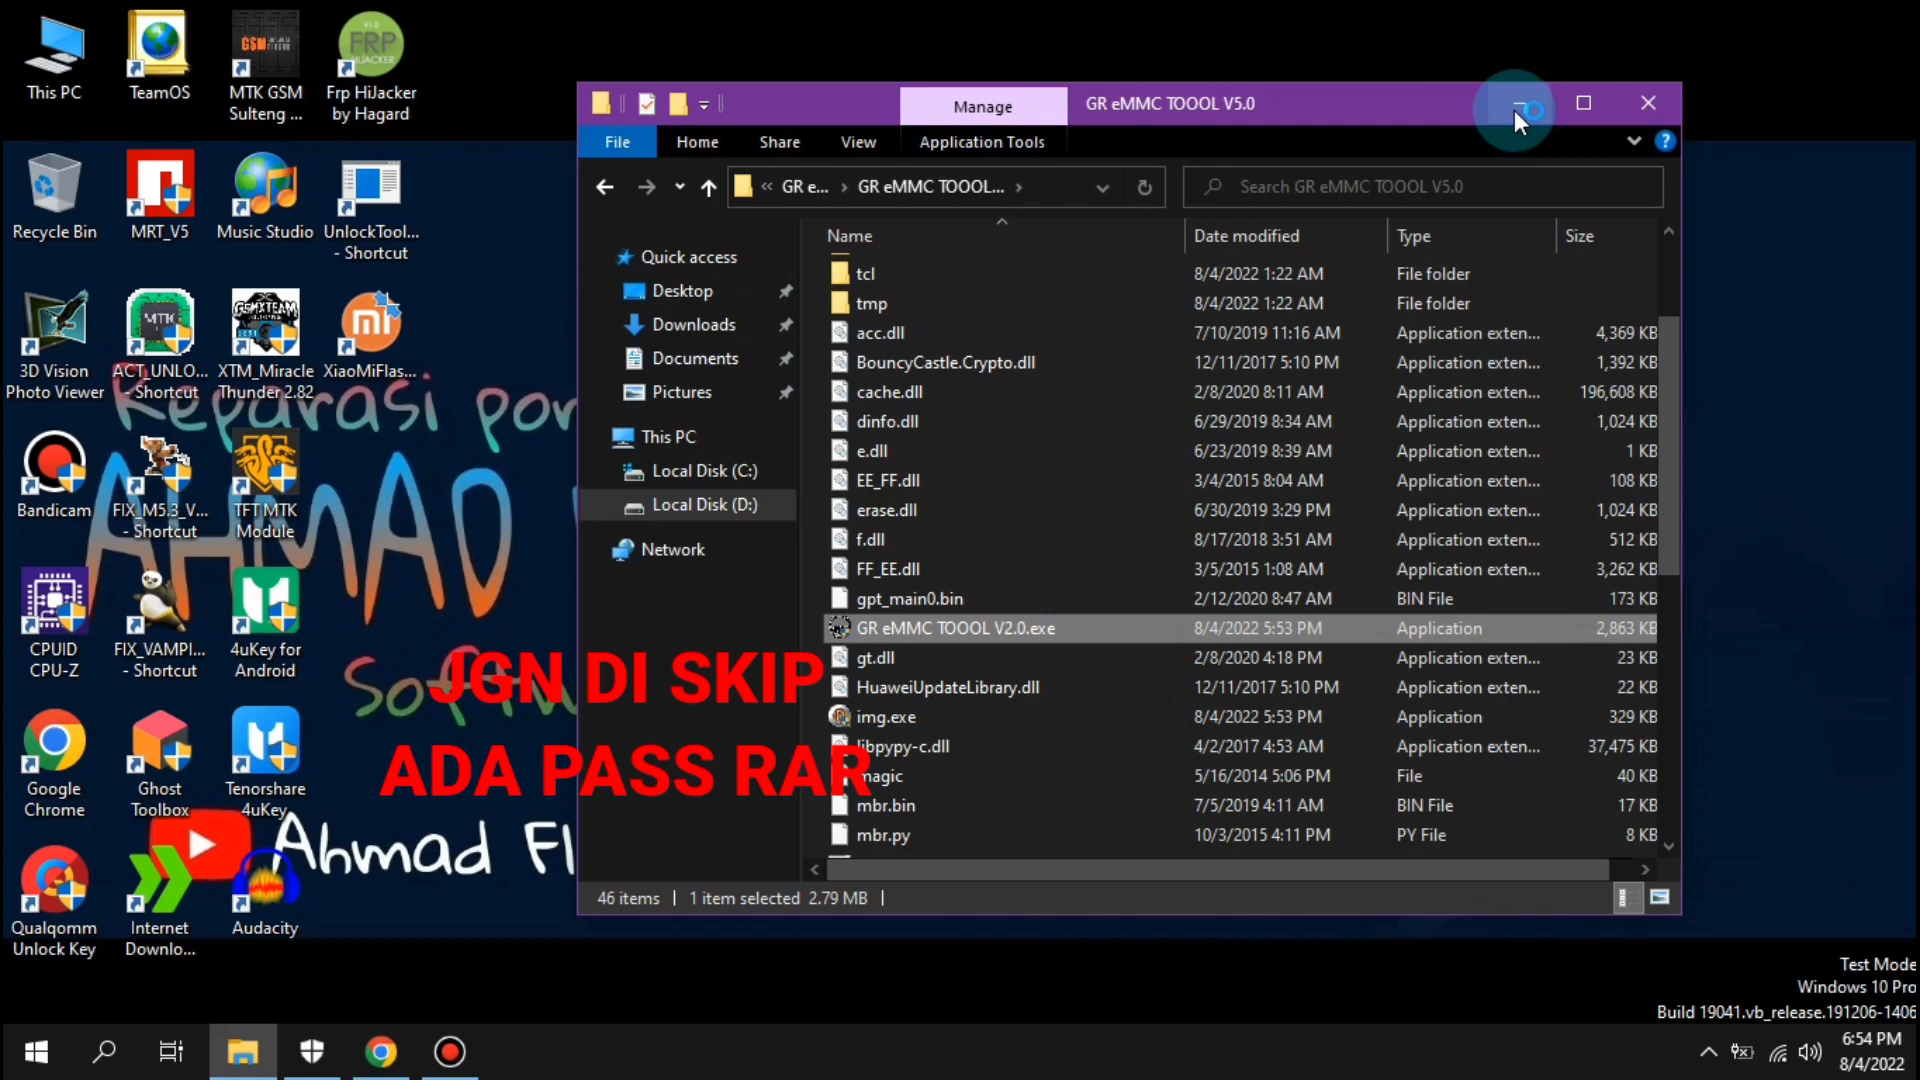 This PC
TeamOS
MTK GSM
Sulteng ...
Frp HiJacker
by Hagard
Recycle Bin
MRT_V5
Music Studio
UnlockTool...
- Shortcut
3D Vision
Photo Viewer
ACT_UNLO...
- Shortcut
XTM_Miracle
Thunder 2.82
XiaoMiFlas...
Bandicam
FIX_M5.3_V...
- Shortcut
TFT MTK
Module
CPUID
CPU-Z
FIX_VAMPI...
- Shortcut
4uKey for
Android
Google
Chrome
Ghost
Toolbox
Tenorshare
4uKey
Qualqomm
Unlock Key
Internet
Downlo...
Audacity
Reparasi pon
AHMAD
Softw
Ahmad Fl
JGN DI SKIP
ADA PASS RAR
Manage
GR eMMC TOOOL V5.0
File
Home
Share
View
Application Tools
« GR e... › GR eMMC TOOOL... ›
Search GR eMMC TOOOL V5.0
Quick access
Desktop
Downloads
Documents
Pictures
This PC
Local Disk (C:)
Local Disk (D:)
Network
Name Date modified Type Size
tcl 8/4/2022 1:22 AM File folder
tmp 8/4/2022 1:22 AM File folder
acc.dll 7/10/2019 11:16 AM Application exten... 4,369 KB
BouncyCastle.Crypto.dll 12/11/2017 5:10 PM Application exten... 1,392 KB
cache.dll 2/8/2020 8:11 AM Application exten... 196,608 KB
dinfo.dll 6/29/2019 8:34 AM Application exten... 1,024 KB
e.dll 6/23/2019 8:39 AM Application exten... 1 KB
EE_FF.dll 3/4/2015 8:04 AM Application exten... 108 KB
erase.dll 6/30/2019 3:29 PM Application exten... 1,024 KB
f.dll 8/17/2018 3:51 AM Application exten... 512 KB
FF_EE.dll 3/5/2015 1:08 AM Application exten... 3,262 KB
gpt_main0.bin 2/12/2020 8:47 AM BIN File 173 KB
GR eMMC TOOOL V2.0.exe 8/4/2022 5:53 PM Application 2,863 KB
gt.dll 2/8/2020 4:18 PM Application exten... 23 KB
HuaweiUpdateLibrary.dll 12/11/2017 5:10 PM Application exten... 22 KB
img.exe 8/4/2022 5:53 PM Application 329 KB
libpypy-c.dll 4/2/2017 4:53 AM Application exten... 37,475 KB
magic 5/16/2014 5:06 PM File 40 KB
mbr.bin 7/5/2019 4:11 AM BIN File 17 KB
mbr.py 10/3/2015 4:11 PM PY File 8 KB
46 items 1 item selected 2.79 MB
Test Mode
Windows 10 Pro
Build 19041.vb_release.191206-1406
6:54 PM
8/4/2022